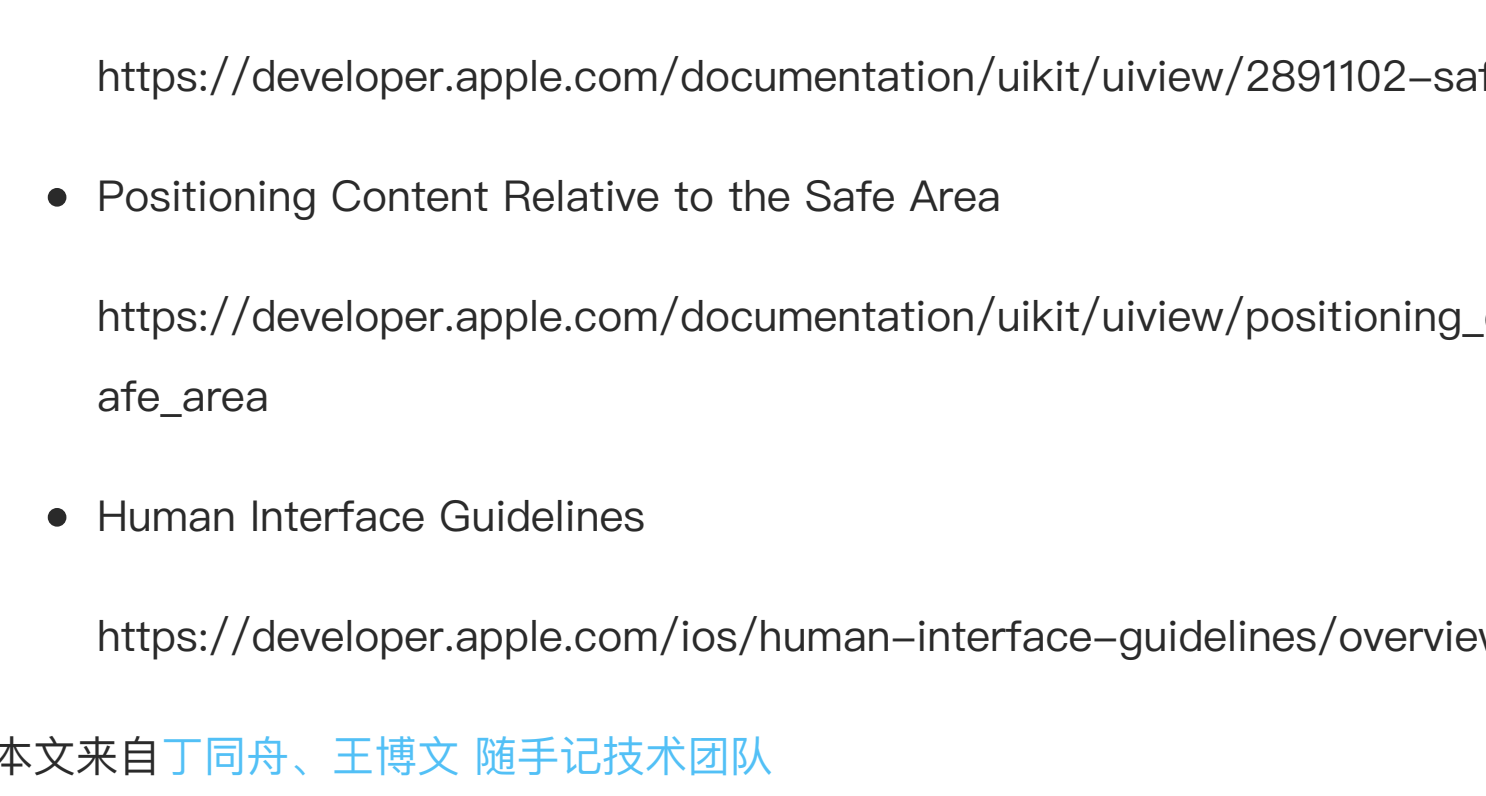 https://developer.apple.com/documentation/uikit/uiview/2891102-saf
Positioning Content Relative to the Safe Area
https://developer.apple.com/documentation/uikit/uiview/positioning_
afe_area
Human Interface Guidelines
https://developer.apple.com/ios/human-interface-guidelines/overview
本文来自丁同舟、王博文 随手记技术团队